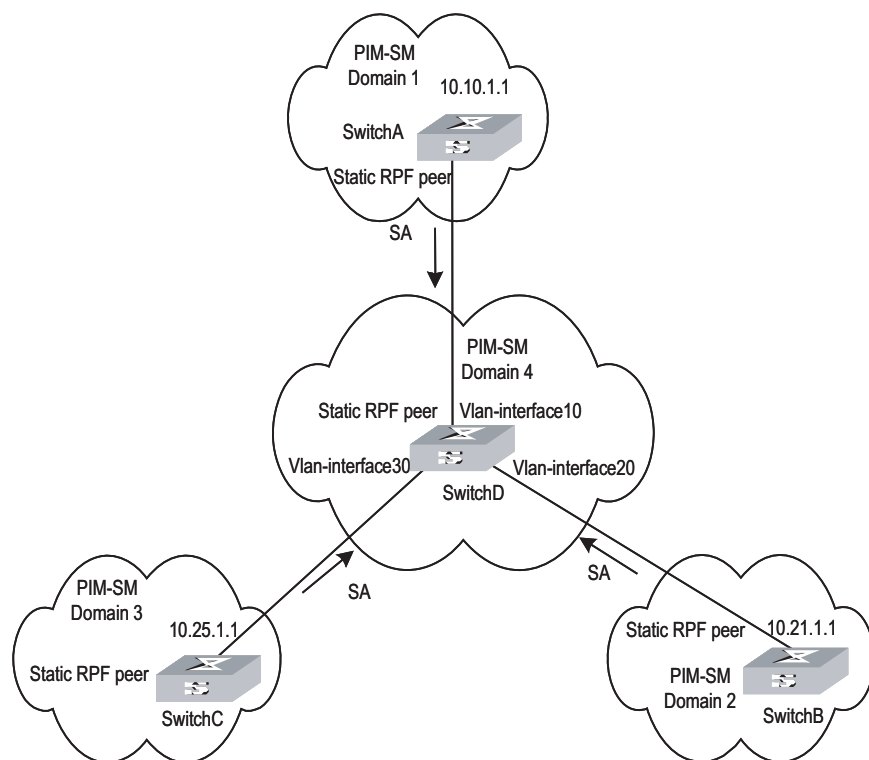 PIM-SM
Domain 1
10.10.1.1
SwitchA
Static RPF peer
SA
PIM-SM
Domain 4
Static RPF peer
Vlan-interface10
Vlan-interface30
Vlan-interface20
SwitchD
SA
SA
PIM-SM
Domain 3
10.25.1.1
Static RPF peer
SwitchC
Static RPF peer
10.21.1.1
PIM-SM
Domain 2
SwitchB